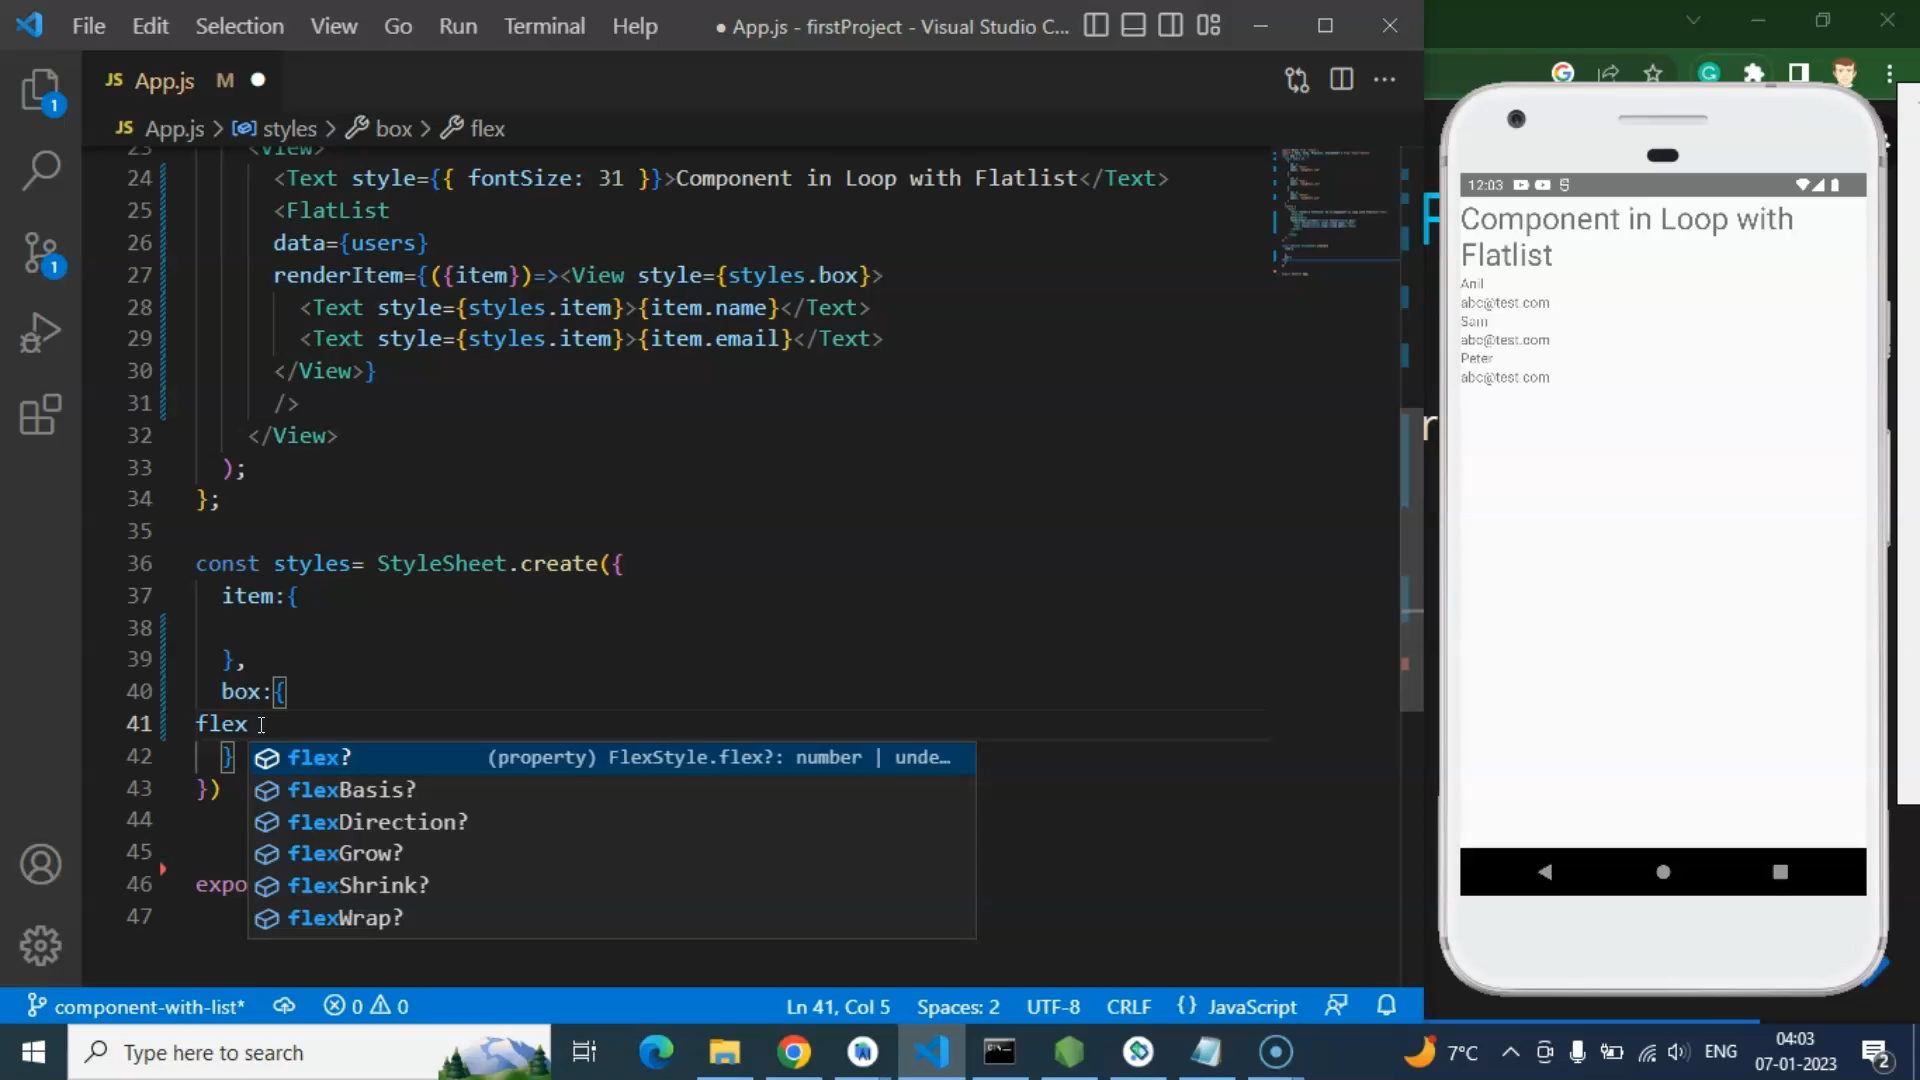 File Edit Selection View Go Run Terminal Help ● App.js - firstProject - Visual Studio C...
JS App.js M
JS App.js > styles > box > flex
23 <View>
24 <Text style={{ fontSize: 31 }}>Component in Loop with Flatlist</Text>
25 <FlatList
26 data={users}
27 renderItem={({item})=><View style={styles.box}>
28 <Text style={styles.item}>{item.name}</Text>
29 <Text style={styles.item}>{item.email}</Text>
30 </View>}
31 />
32 </View>
33 );
34 };
35
36 const styles= StyleSheet.create({
37 item:{
38
39 },
40 box:{
41 flex
42 }
43 })
44
45
46 expo
47
flex? (property) FlexStyle.flex?: number | unde...
flexBasis?
flexDirection?
flexGrow?
flexShrink?
flexWrap?
component-with-list* 0 0 Ln 41, Col 5 Spaces: 2 UTF-8 CRLF {} JavaScript
1
1
12:03
Component in Loop with
Flatlist
Anil
abc@test.com
Sam
abc@test.com
Peter
abc@test.com
Type here to search
7°C ENG 04:03
07-01-2023
2